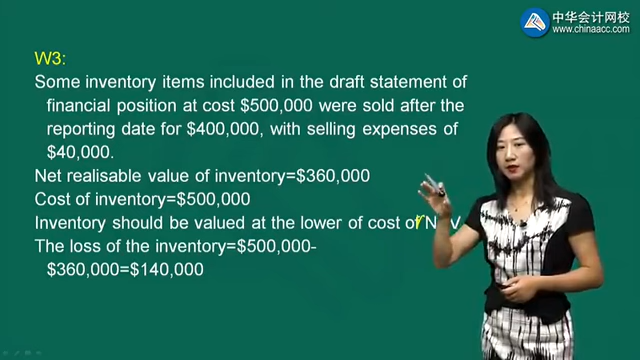 中华会计网校
www.chinaacc.com
W3:
Some inventory items included in the draft statement of
financial position at cost $500,000 were sold after the
reporting date for $400,000, with selling expenses of
$40,000.
Net realisable value of inventory=$360,000
Cost of inventory=$500,000
Inventory should be valued at the lower of cost or
The loss of the inventory=$500,000-
$360,000=$140,000